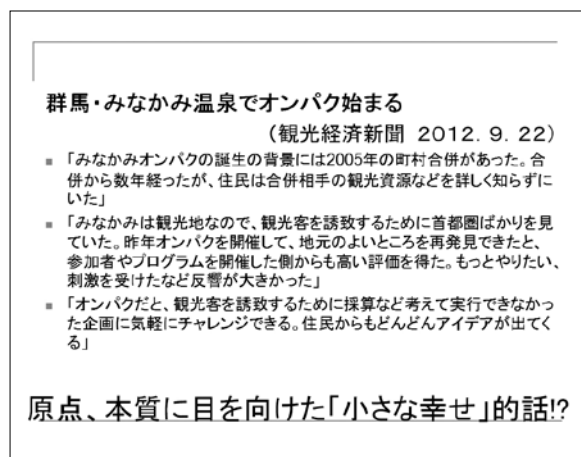 群馬・みなかみ温泉でオンパク始まる
（観光経済新聞 ２０１２．９．２２）
■ 「みなかみオンパクの誕生の背景には2005年の町村合併があった。合
併から数年経ったが、住民は合併相手の観光資源などを詳しく知らずに
いた」
■ 「みなかみは観光地なので、観光客を誘致するために首都圏ばかりを見
ていた。昨年オンパクを開催して、地元のよいところを再発見できたと、
参加者やプログラムを開催した側からも高い評価を得た。もっとやりたい、
刺激を受けたなど反響が大きかった」
■ 「オンパクだと、観光客を誘致するために採算など考えて実行できなかっ
た企画に気軽にチャレンジできる。住民からもどんどんアイデアが出てく
る」
原点、本質に目を向けた「小さな幸せ」的話!?